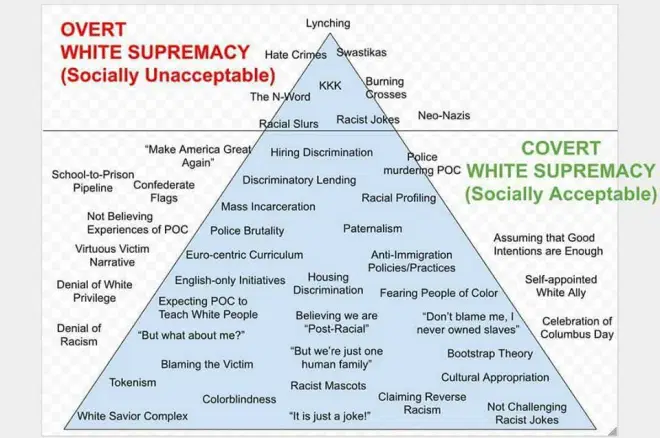 Lynching
OVERT
WHITE SUPREMACY
(Socially Unacceptable)
Hate Crimes
Swastikas
KKK
Burning
Crosses
The N-Word
Neo-Nazis
Racial Slurs
Racist Jokes
COVERT
WHITE SUPREMACY
(Socially Acceptable)
"Make America Great
Again"
Hiring Discrimination
Police
murdering POC
School-to-Prison
Pipeline
Confederate
Flags
Discriminatory Lending
Racial Profiling
Mass Incarceration
Not Believing
Experiences of POC
Police Brutality
Paternalism
Virtuous Victim
Narrative
Euro-centric Curriculum
Anti-Immigration
Policies/Practices
Assuming that Good
Intentions are Enough
Denial of White
Privilege
English-only Initiatives
Housing
Discrimination
Fearing People of Color
Self-appointed
White Ally
Expecting POC to
Teach White People
Believing we are
"Post-Racial"
"Don't blame me, I
never owned slaves"
Celebration of
Columbus Day
Denial of
Racism
"But what about me?"
"But we're just one
human family"
Bootstrap Theory
Blaming the Victim
Cultural Appropriation
Tokenism
Racist Mascots
Colorblindness
Claiming Reverse
Racism
White Savior Complex
"It is just a joke!"
Not Challenging
Racist Jokes